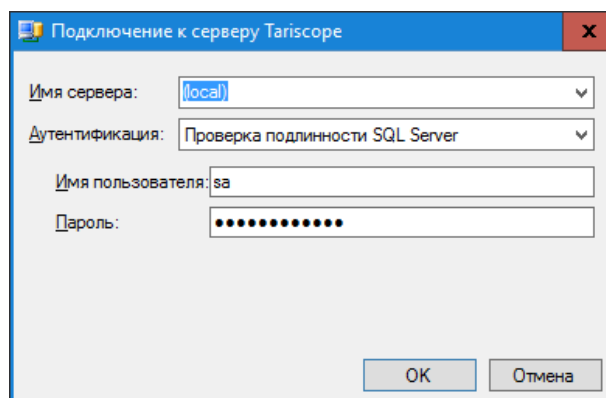 Подключение к серверу Tariscope
Имя сервера: (local)
Аутентификация: Проверка подлинности SQL Server
Имя пользователя: sa
Пароль: ••••••••••••
OK Отмена